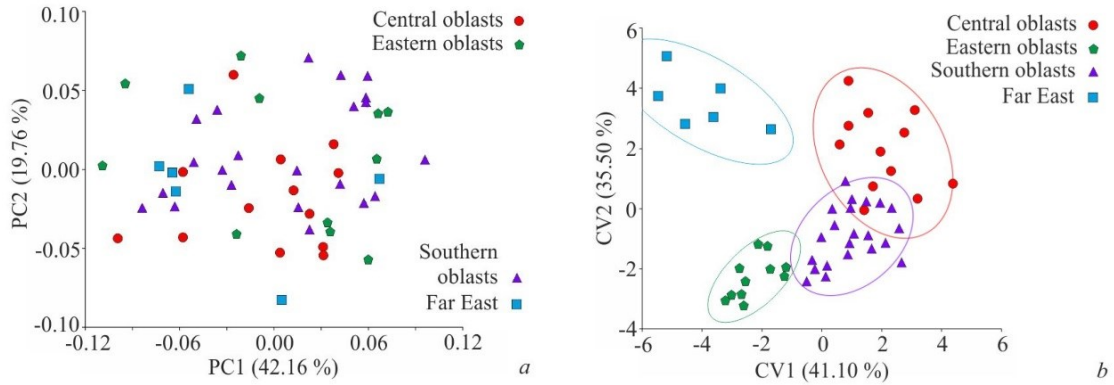 Central oblasts
Eastern oblasts
Southern
oblasts
Far East
0.10
0.05
0.00
-0.05
-0.10
PC2 (19.76 %)
-0.12
-0.06
0.00
0.06
0.12
PC1 (42.16 %)
a
Central oblasts
Eastern oblasts
Southern oblasts
Far East
6
4
2
0
-2
-4
CV2 (35.50 %)
-6
-4
-2
0
2
4
6
CV1 (41.10 %)
b